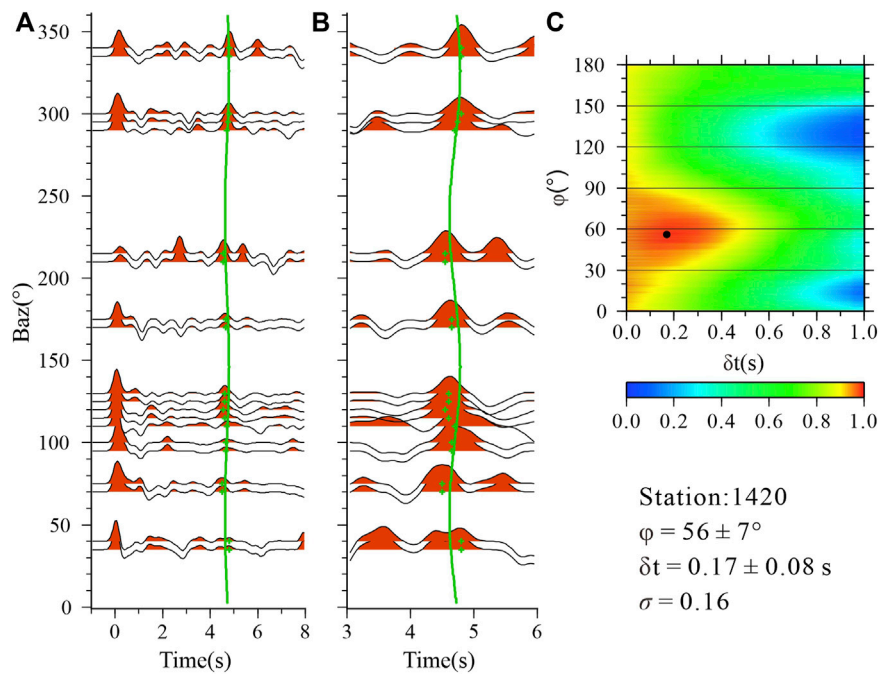 A
B
C
350
300
250
200
150
100
50
0
Baz(°)
0 2 4 6 8
Time(s)
3 4 5 6
Time(s)
180
150
120
90
60
30
0
φ(°)
0.0 0.2 0.4 0.6 0.8 1.0
δt(s)
0.0 0.2 0.4 0.6 0.8 1.0
Station:1420
φ = 56 ± 7°
δt = 0.17 ± 0.08 s
σ = 0.16